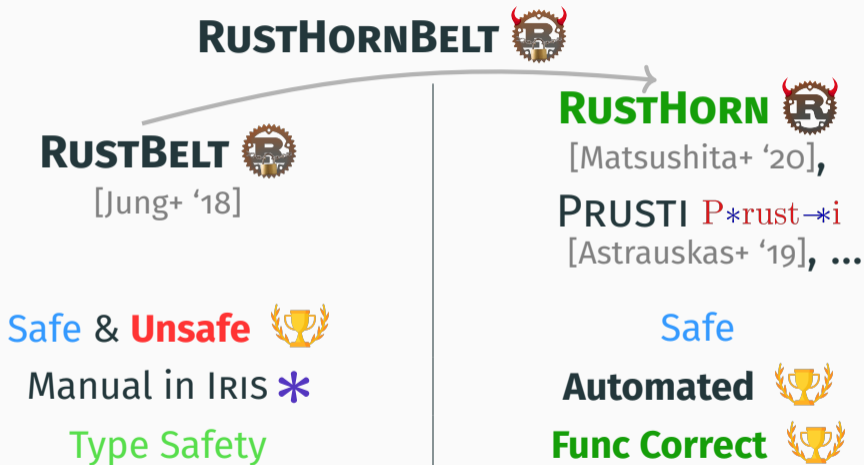 RUSTHORNBELT
RUSTBELT
[Jung+ ‘18]
Safe & Unsafe
Manual in IRIS *
Type Safety
RUSTHORN
[Matsushita+ ‘20],
PRUSTI P*rust-*i
[Astrauskas+ ‘19], ...
Safe
Automated
Func Correct